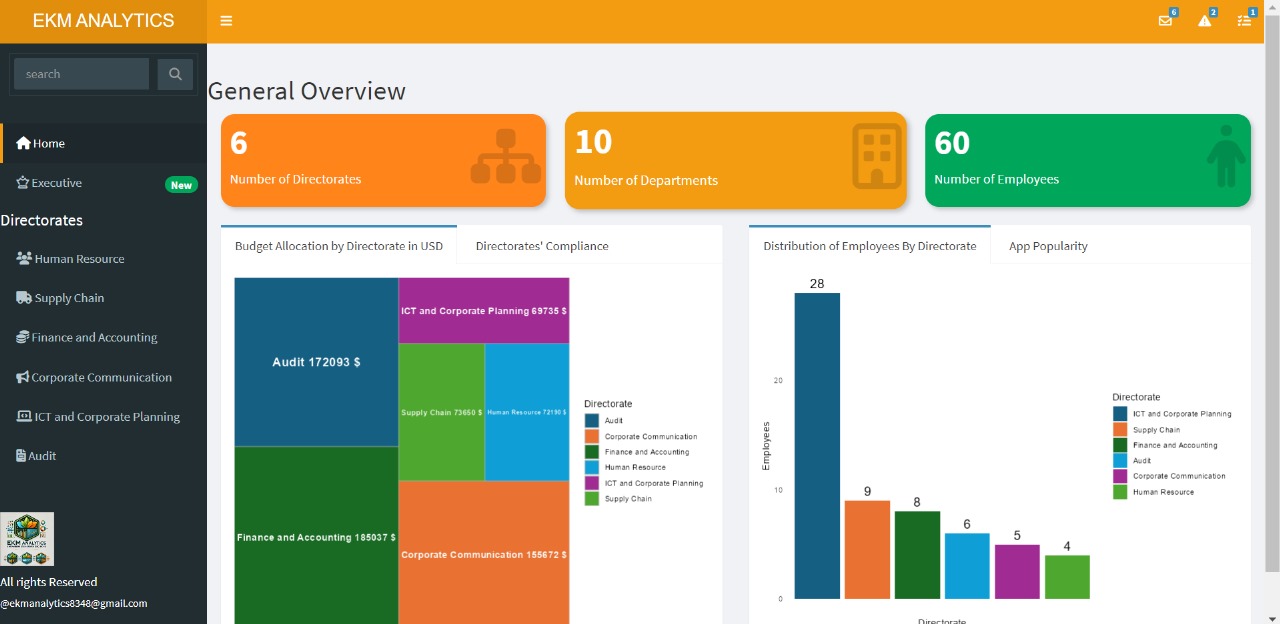 EKM ANALYTICS
6
2
1
search
Home
Executive
New
Directorates
Human Resource
Supply Chain
Finance and Accounting
Corporate Communication
ICT and Corporate Planning
Audit
EKM ANALYTICS
All rights Reserved
@ekmanalytics8348@gmail.com
General Overview
6
Number of Directorates
10
Number of Departments
60
Number of Employees
Budget Allocation by Directorate in USD
Directorates' Compliance
Audit 172093 $
ICT and Corporate Planning 69735 $
Supply Chain 73650 $
Human Resource 72190 $
Finance and Accounting 185037 $
Corporate Communication 155672 $
Directorate
Audit
Corporate Communication
Finance and Accounting
Human Resource
ICT and Corporate Planning
Supply Chain
Distribution of Employees By Directorate
App Popularity
28
9
8
6
5
4
20
10
0
Employees
Directorate
Directorate
ICT and Corporate Planning
Supply Chain
Finance and Accounting
Audit
Corporate Communication
Human Resource